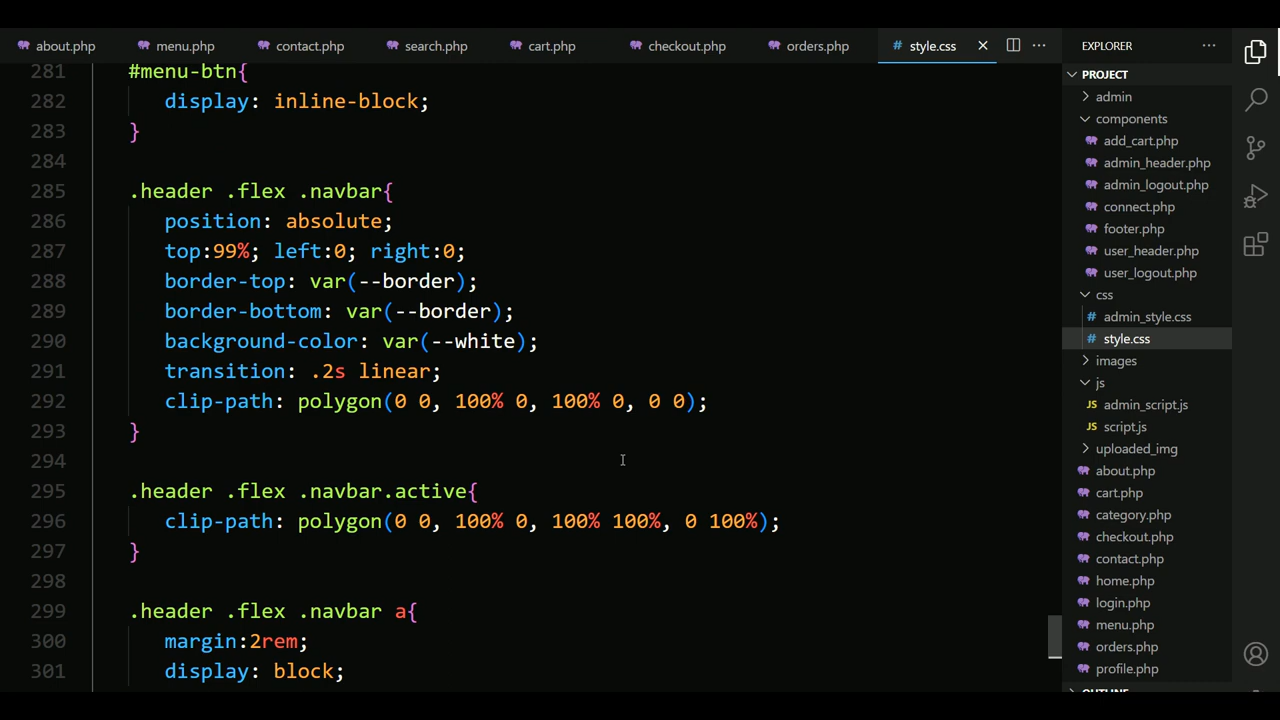 about.php menu.php contact.php search.php cart.php checkout.php orders.php # style.css
EXPLORER
281 #menu-btn{
282 display: inline-block;
283 }
284
285 .header .flex .navbar{
286 position: absolute;
287 top:99%; left:0; right:0;
288 border-top: var(--border);
289 border-bottom: var(--border);
290 background-color: var(--white);
291 transition: .2s linear;
292 clip-path: polygon(0 0, 100% 0, 100% 0, 0 0);
293 }
294
295 .header .flex .navbar.active{
296 clip-path: polygon(0 0, 100% 0, 100% 100%, 0 100%);
297 }
298
299 .header .flex .navbar a{
300 margin:2rem;
301 display: block;
PROJECT
admin
components
add_cart.php
admin_header.php
admin_logout.php
connect.php
footer.php
user_header.php
user_logout.php
css
# admin_style.css
# style.css
images
js
JS admin_script.js
JS script.js
uploaded_img
about.php
cart.php
category.php
checkout.php
contact.php
home.php
login.php
menu.php
orders.php
profile.php
OUTLINE